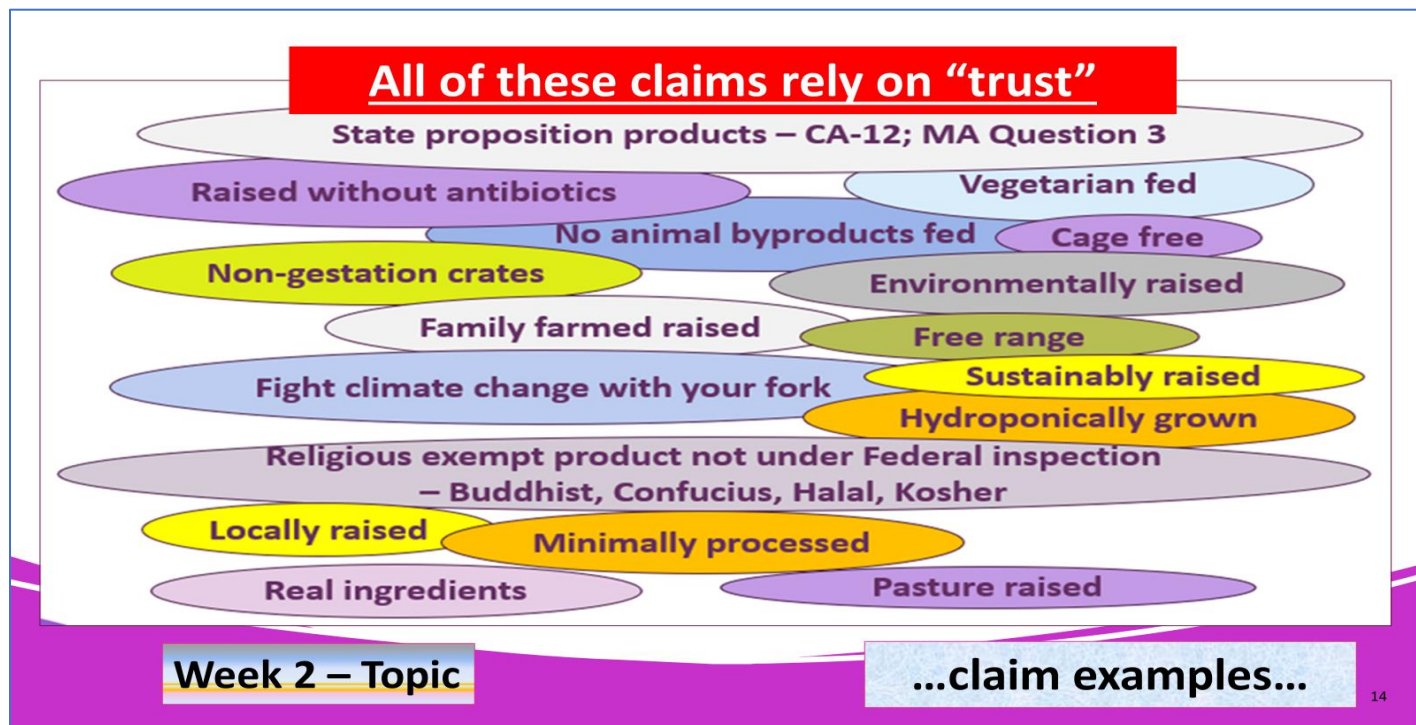 All of these claims rely on “trust”
State proposition products – CA-12; MA Question 3
Raised without antibiotics
Vegetarian fed
No animal byproducts fed
Cage free
Non-gestation crates
Environmentally raised
Family farmed raised
Free range
Fight climate change with your fork
Sustainably raised
Hydroponically grown
Religious exempt product not under Federal inspection
– Buddhist, Confucius, Halal, Kosher
Locally raised
Minimally processed
Real ingredients
Pasture raised
Week 2 – Topic
...claim examples...
14